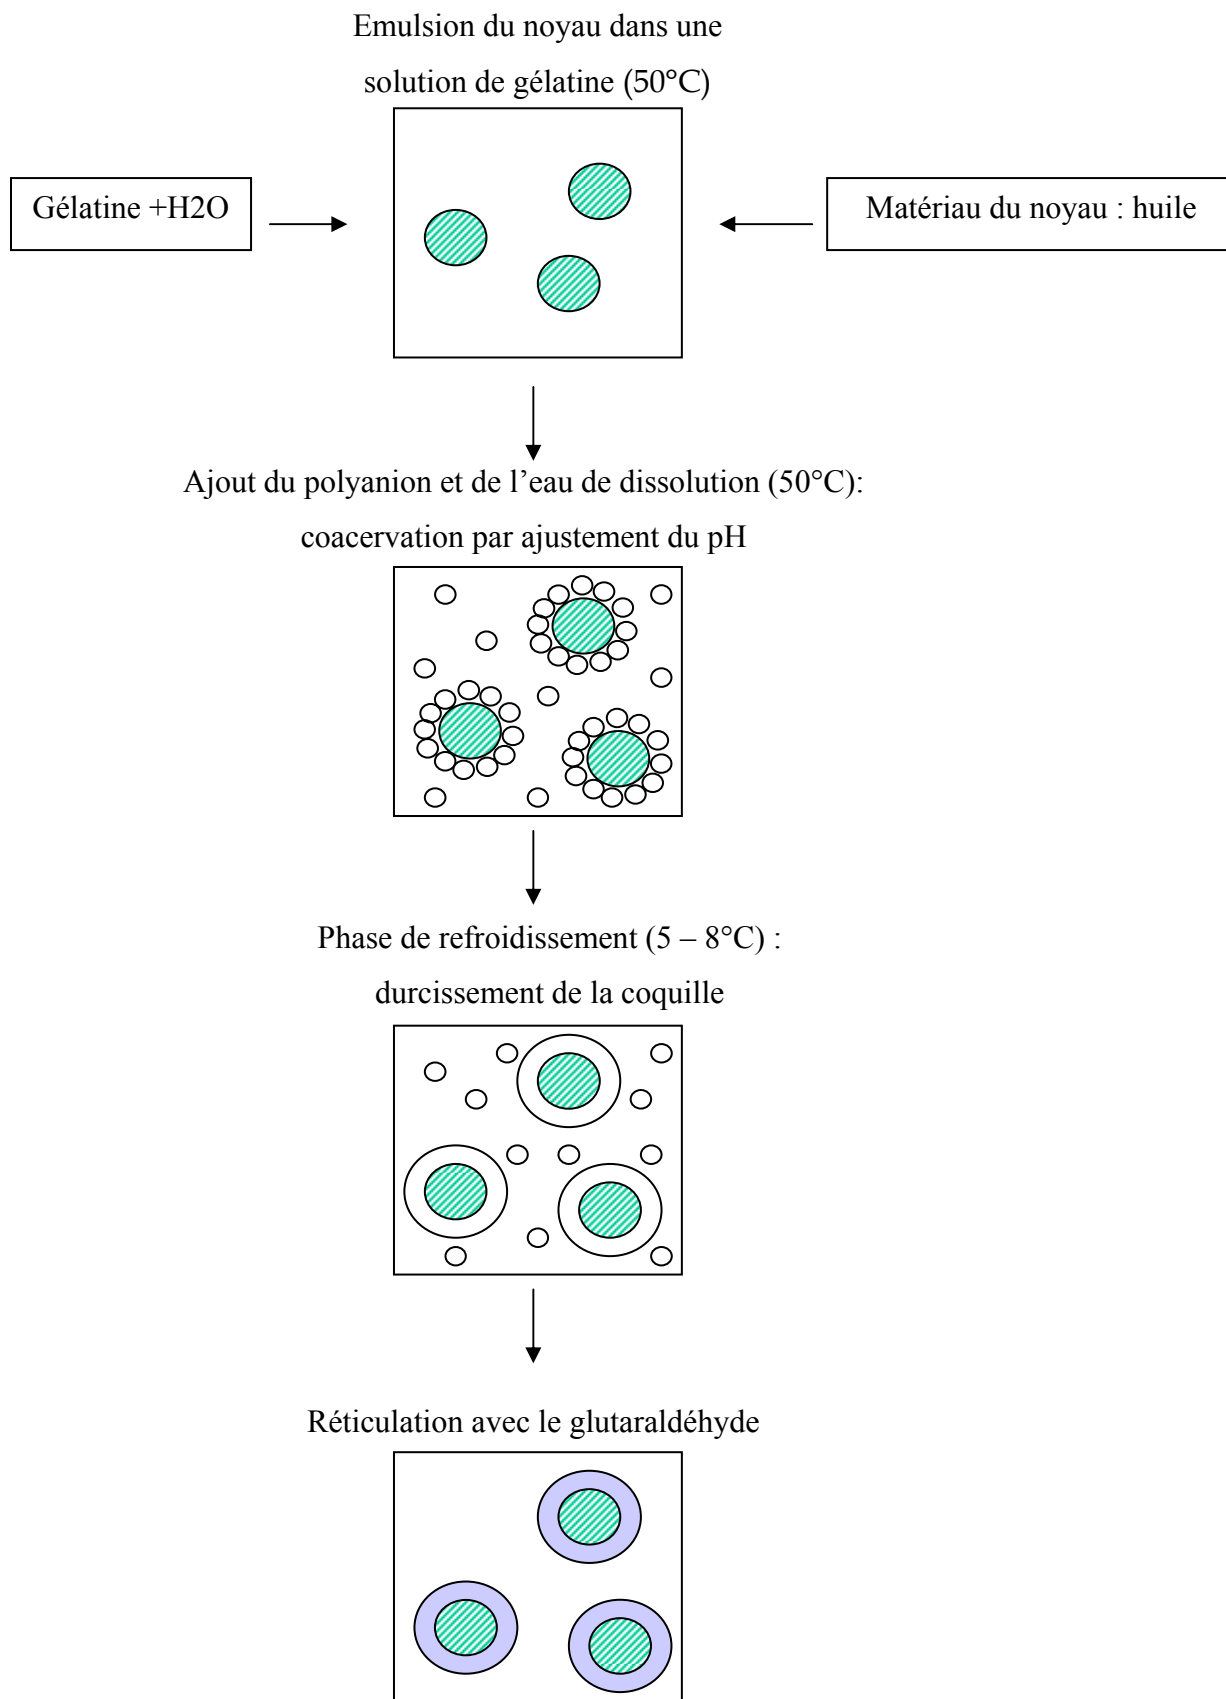 Emulsion du noyau dans une
solution de gélatine (50°C)
Gélatine +H2O
Matériau du noyau : huile
Ajout du polyanion et de l’eau de dissolution (50°C):
coacervation par ajustement du pH
Phase de refroidissement (5 – 8°C) :
durcissement de la coquille
Réticulation avec le glutaraldéhyde